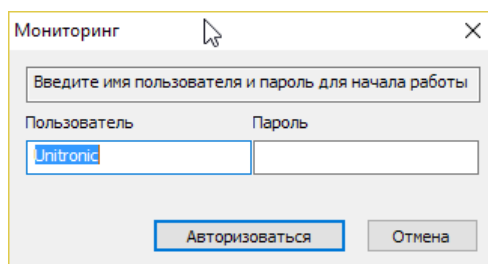 Мониторинг
Введите имя пользователя и пароль для начала работы
Пользователь Пароль
Unitronic
Авторизоваться Отмена